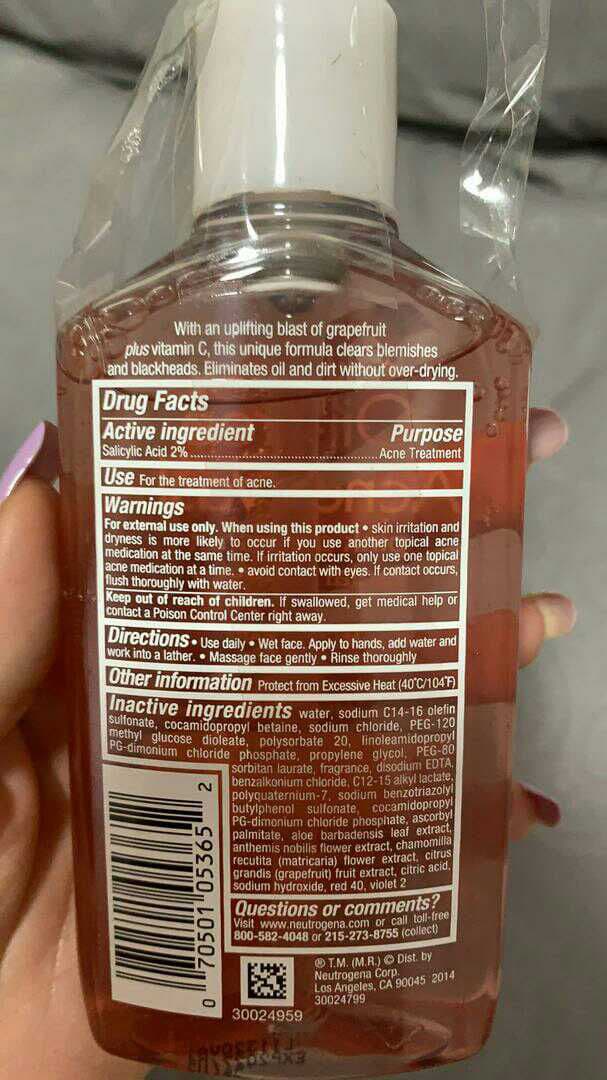 With an uplifting blast of grapefruit
plus vitamin C, this unique formula clears blemishes
and blackheads. Eliminates oil and dirt without over-drying.
Drug Facts
Active ingredient Purpose
Salicylic Acid 2%............................................Acne Treatment
Use For the treatment of acne.
Warnings
For external use only. When using this product • skin irritation and
dryness is more likely to occur if you use another topical acne
medication at the same time. If irritation occurs, only use one topical
acne medication at a time. • avoid contact with eyes. If contact occurs,
flush thoroughly with water.
Keep out of reach of children. If swallowed, get medical help or
contact a Poison Control Center right away.
Directions • Use daily • Wet face. Apply to hands, add water and
work into a lather. • Massage face gently • Rinse thoroughly
Other information Protect from Excessive Heat (40°C/104°F)
Inactive ingredients water, sodium C14-16 olefin
sulfonate, cocamidopropyl betaine, sodium chloride, PEG-120
methyl glucose dioleate, polysorbate 20, linoleamidopropyl
PG-dimonium chloride phosphate, propylene glycol, PEG-80
sorbitan laurate, fragrance, disodium EDTA,
benzalkonium chloride, C12-15 alkyl lactate,
polyquaternium-7, sodium benzotriazolyl
butylphenol sulfonate, cocamidopropyl
PG-dimonium chloride phosphate, ascorbyl
palmitate, aloe barbadensis leaf extract,
anthemis nobilis flower extract, chamomilla
recutita (matricaria) flower extract, citrus
grandis (grapefruit) fruit extract, citric acid,
sodium hydroxide, red 40, violet 2
Questions or comments?
Visit www.neutrogena.com or call toll-free
800-582-4048 or 215-273-8755 (collect)
0 70501 05365 2
® T.M. (M.R.) © Dist. by
Neutrogena Corp.
Los Angeles, CA 90045 2014
30024799
30024959